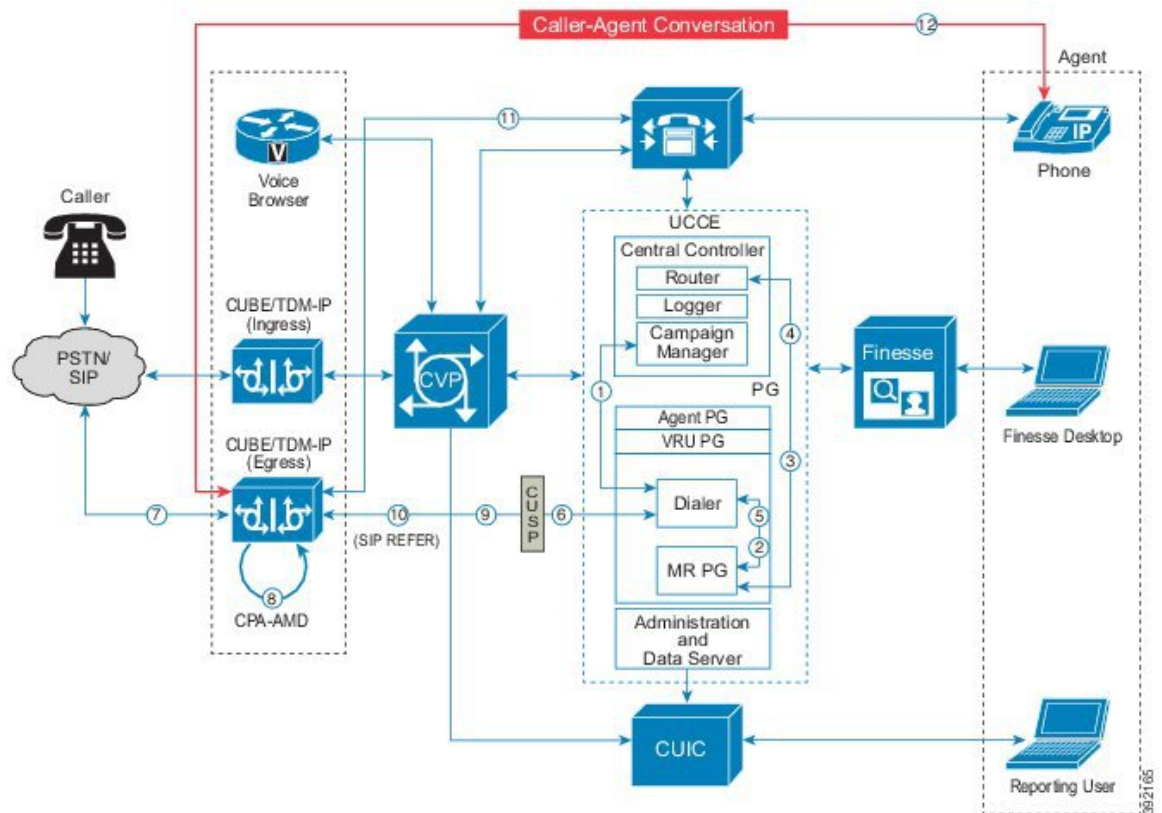 Caller-Agent Conversation
12
Agent
11
V
Voice
Browser
IP
Phone
Caller
UCCE
Central Controller
Router
Logger
Campaign
Manager
4
CUBE/TDM-IP
(Ingress)
PSTN/
SIP
CVP
Finesse
1
PG
Finesse Desktop
Agent PG
VRU PG
CUBE/TDM-IP
(Egress)
3
7
10
9
CUSP
6
Dialer
5
(SIP REFER)
2
MR PG
8
CPA-AMD
Administration
and
Data Server
CUIC
Reporting User
392165